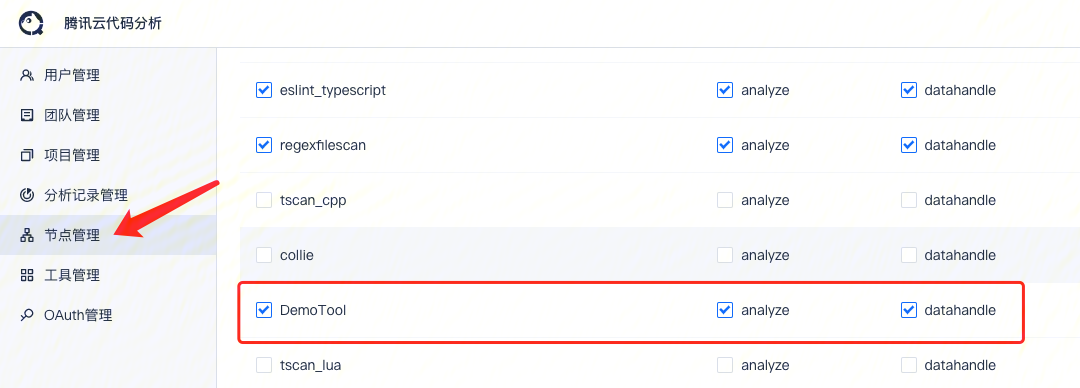 腾讯云代码分析
用户管理
团队管理
项目管理
分析记录管理
节点管理
工具管理
OAuth管理
eslint_typescript analyze datahandle
regexfilescan analyze datahandle
tscan_cpp analyze datahandle
collie analyze datahandle
DemoTool analyze datahandle
tscan_lua analyze datahandle